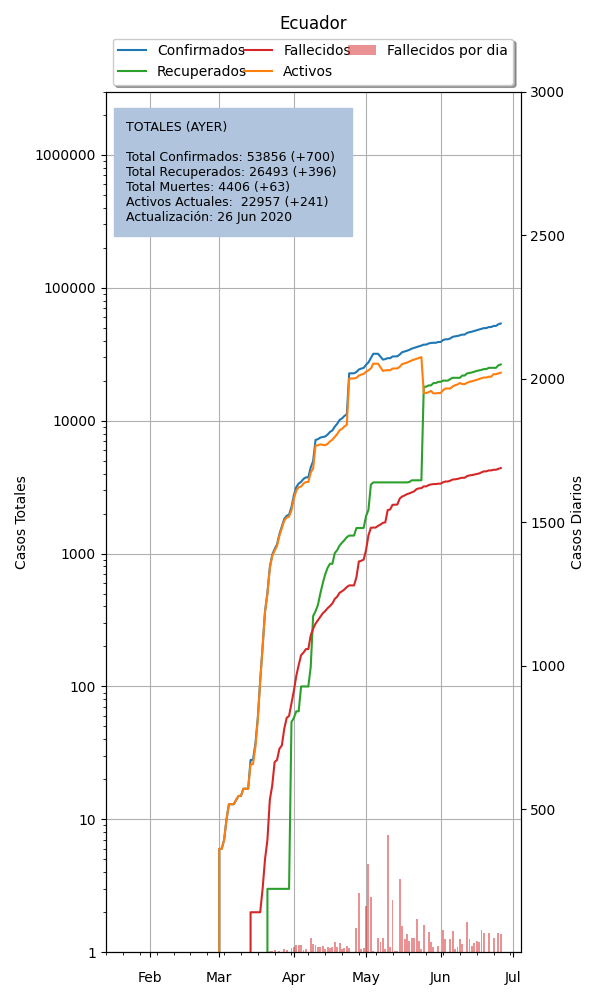 Ecuador
Confirmados
Recuperados
Fallecidos
Activos
Fallecidos por dia
TOTALES (AYER)
Total Confirmados: 53856 (+700)
Total Recuperados: 26493 (+396)
Total Muertes: 4406 (+63)
Activos Actuales:  22957 (+241)
Actualización: 26 Jun 2020
Casos Totales
1000000
100000
10000
1000
100
10
1
3000
2500
2000
1500
1000
500
Casos Diarios
Feb Mar Apr May Jun Jul